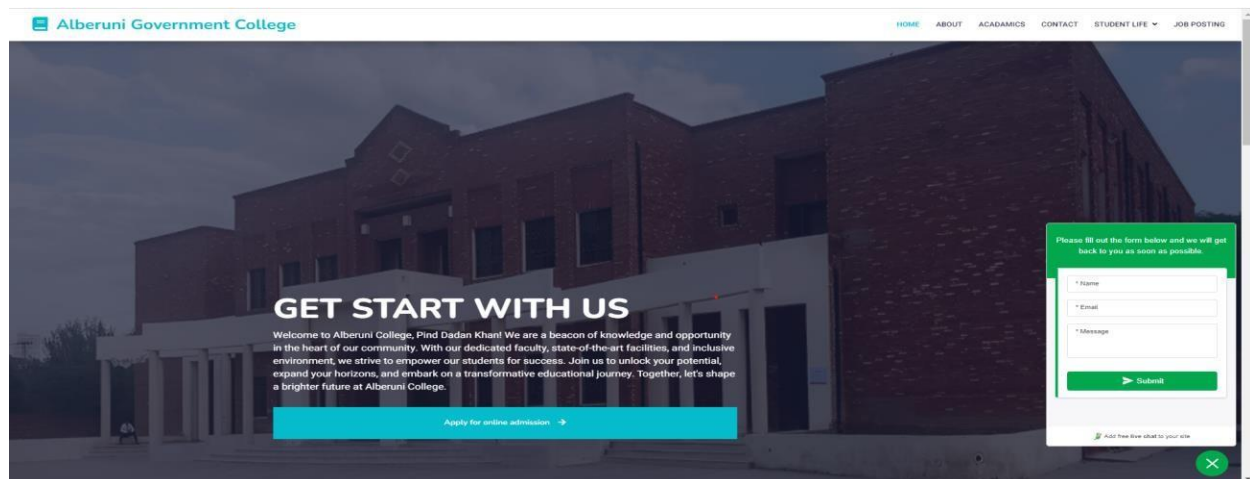 Alberuni Government College
HOME ABOUT ACADAMICS CONTACT STUDENT LIFE JOB POSTING
GET START WITH US
Welcome to Alberuni College, Pind Dadan Khan! We are a beacon of knowledge and opportunity
in the heart of our community. With our dedicated faculty, state-of-the-art facilities, and inclusive
environment, we strive to empower our students for success. Join us to unlock your potential,
expand your horizons, and embark on a transformative educational journey. Together, let's shape
a brighter future at Alberuni College.
Apply for online admission →
Please fill out the form below and we will get
back to you as soon as possible.
* Name
* Email
* Message
Submit
Add free live chat to your site